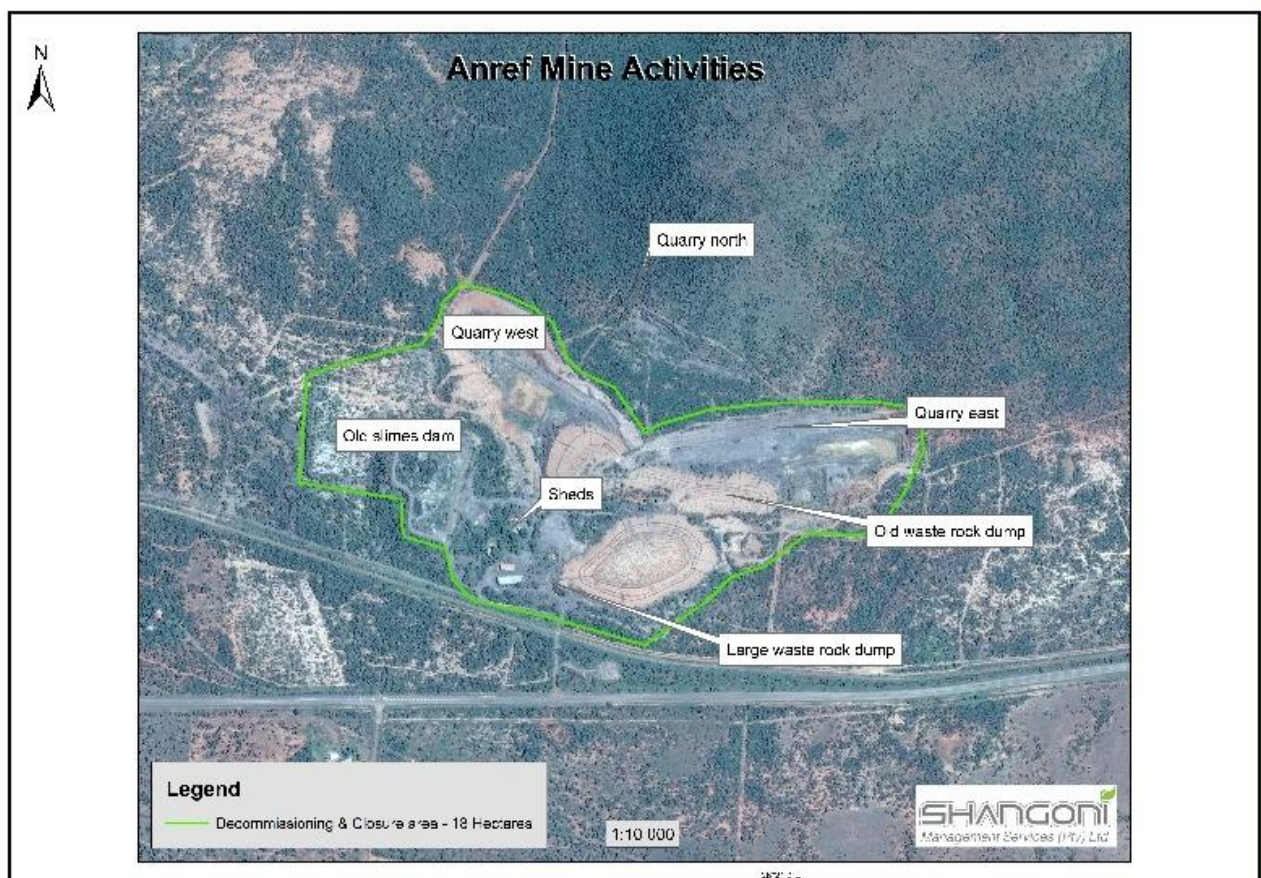 N
Anref Mine Activities
Quarry north
Quarry west
Quarry east
Old slimes dam
Sheds
Old waste rock dump
Large waste rock dump
Legend
Decommissioning & Closure area - 18 Hectares
1:10 000
SHANGONI
Management Services (Pty) Ltd